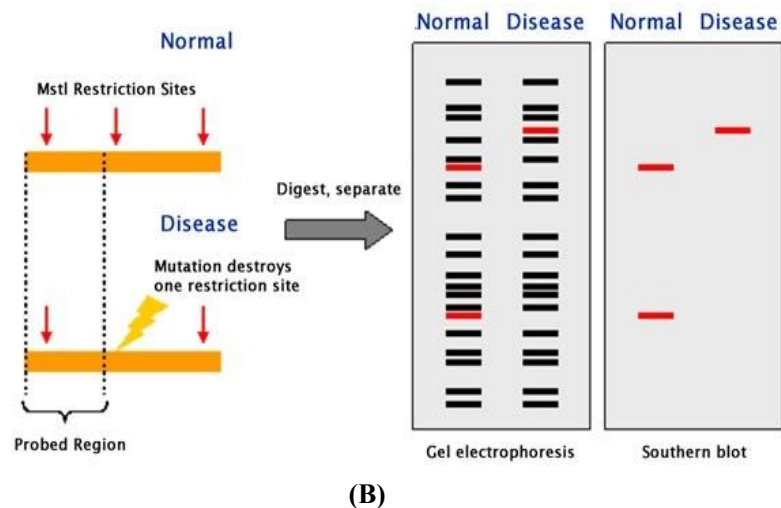 Normal
MstI Restriction Sites
Disease
Mutation destroys
one restriction site
Probed Region
Digest, separate
Normal Disease
Gel electrophoresis
Normal Disease
Southern blot
(B)